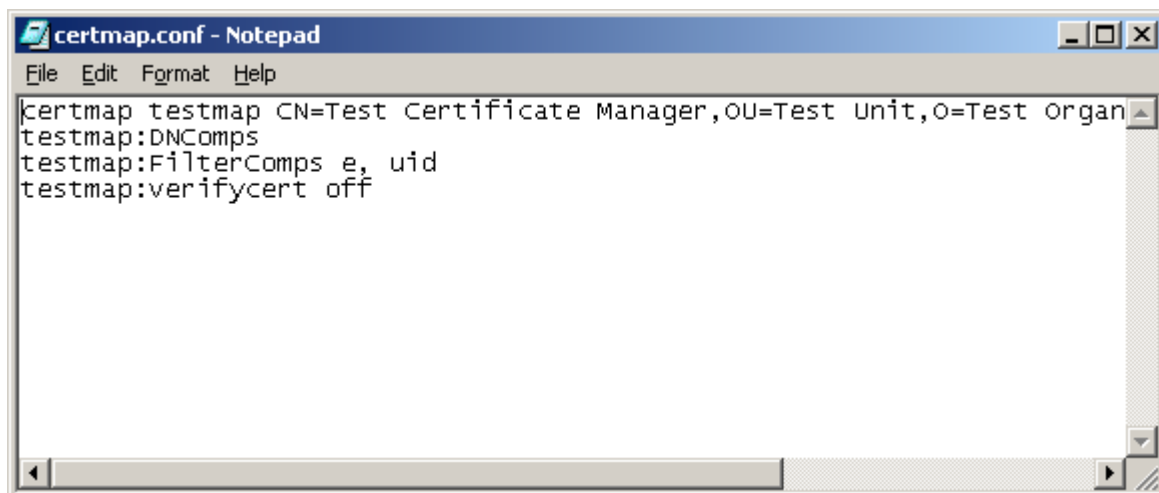 certmap.conf - Notepad
File Edit Format Help
certmap testmap CN=Test Certificate Manager,OU=Test Unit,O=Test Organ
testmap:DNComps
testmap:FilterComps e, uid
testmap:verifycert off